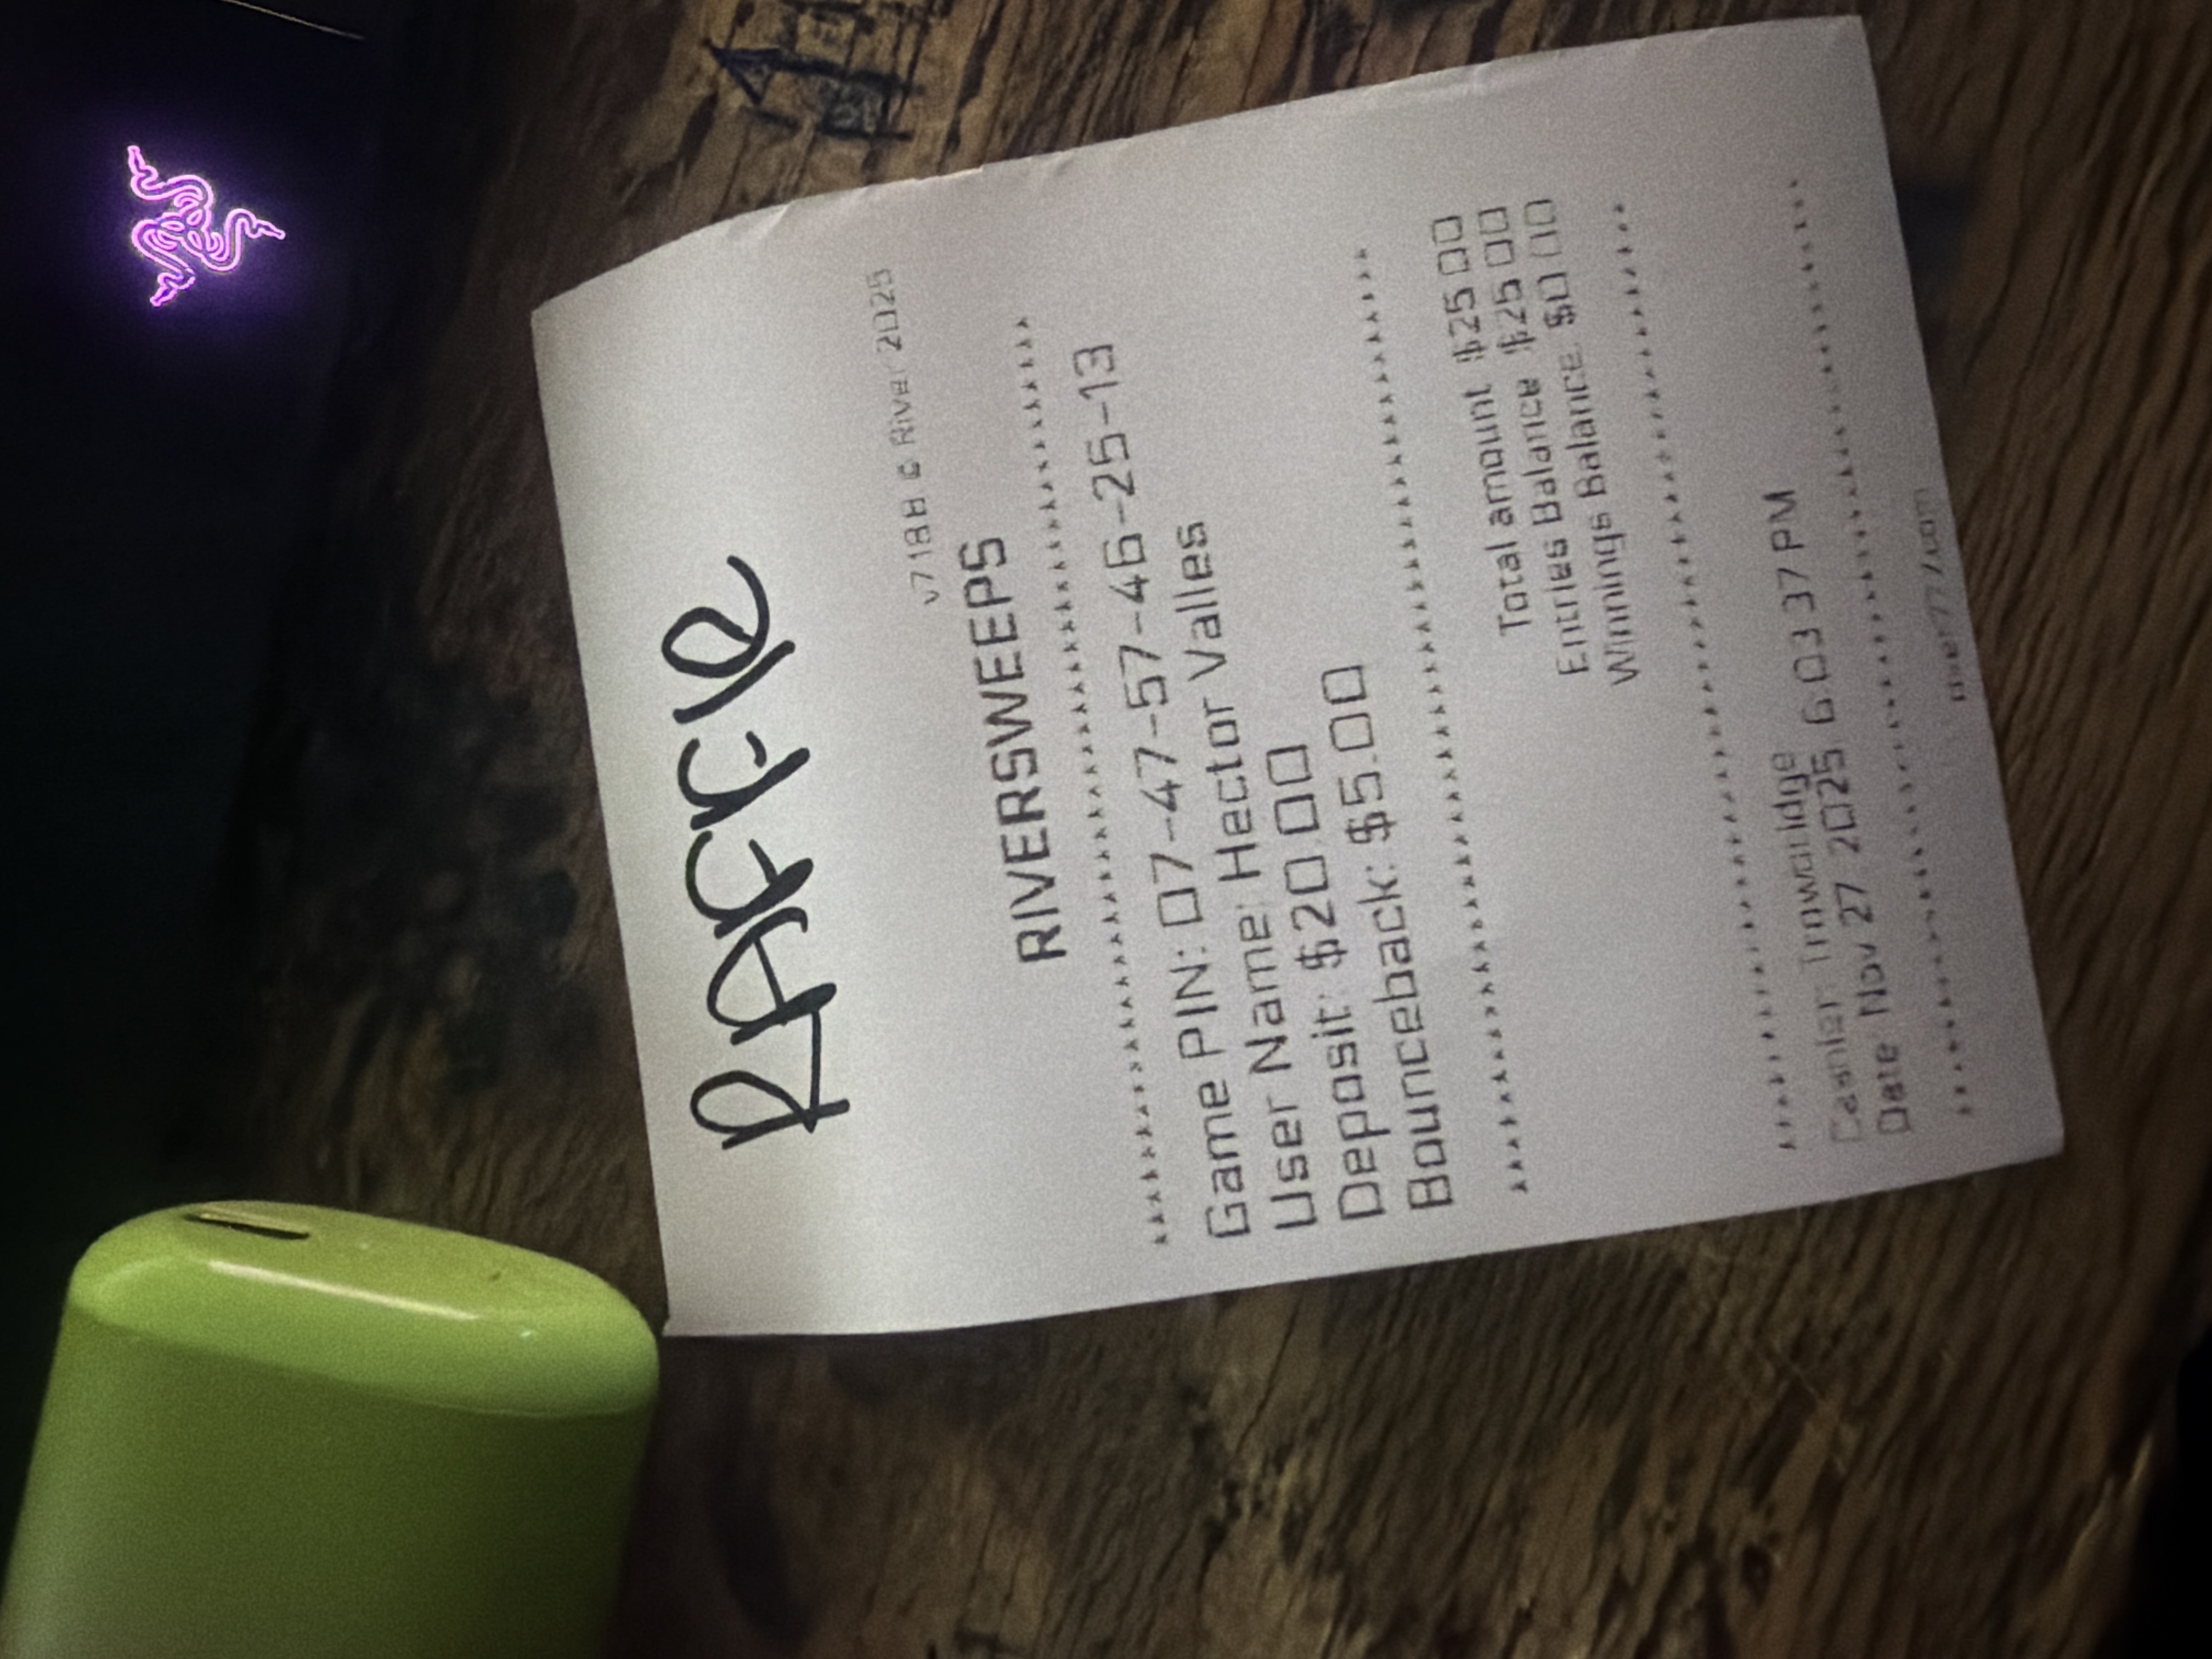 RAFFLE
v7188 © River 2025
RIVERSWEEPS
Game PIN: 07-47-57-46-25-13
User Name: Hector Valles
Deposit: $20.00
Bounceback: $5.00
Total amount $25.00
Entries Balance $25.00
Winnings Balance. $0.00
Cashier
Date Nov 27 2025 6 03 37 PM